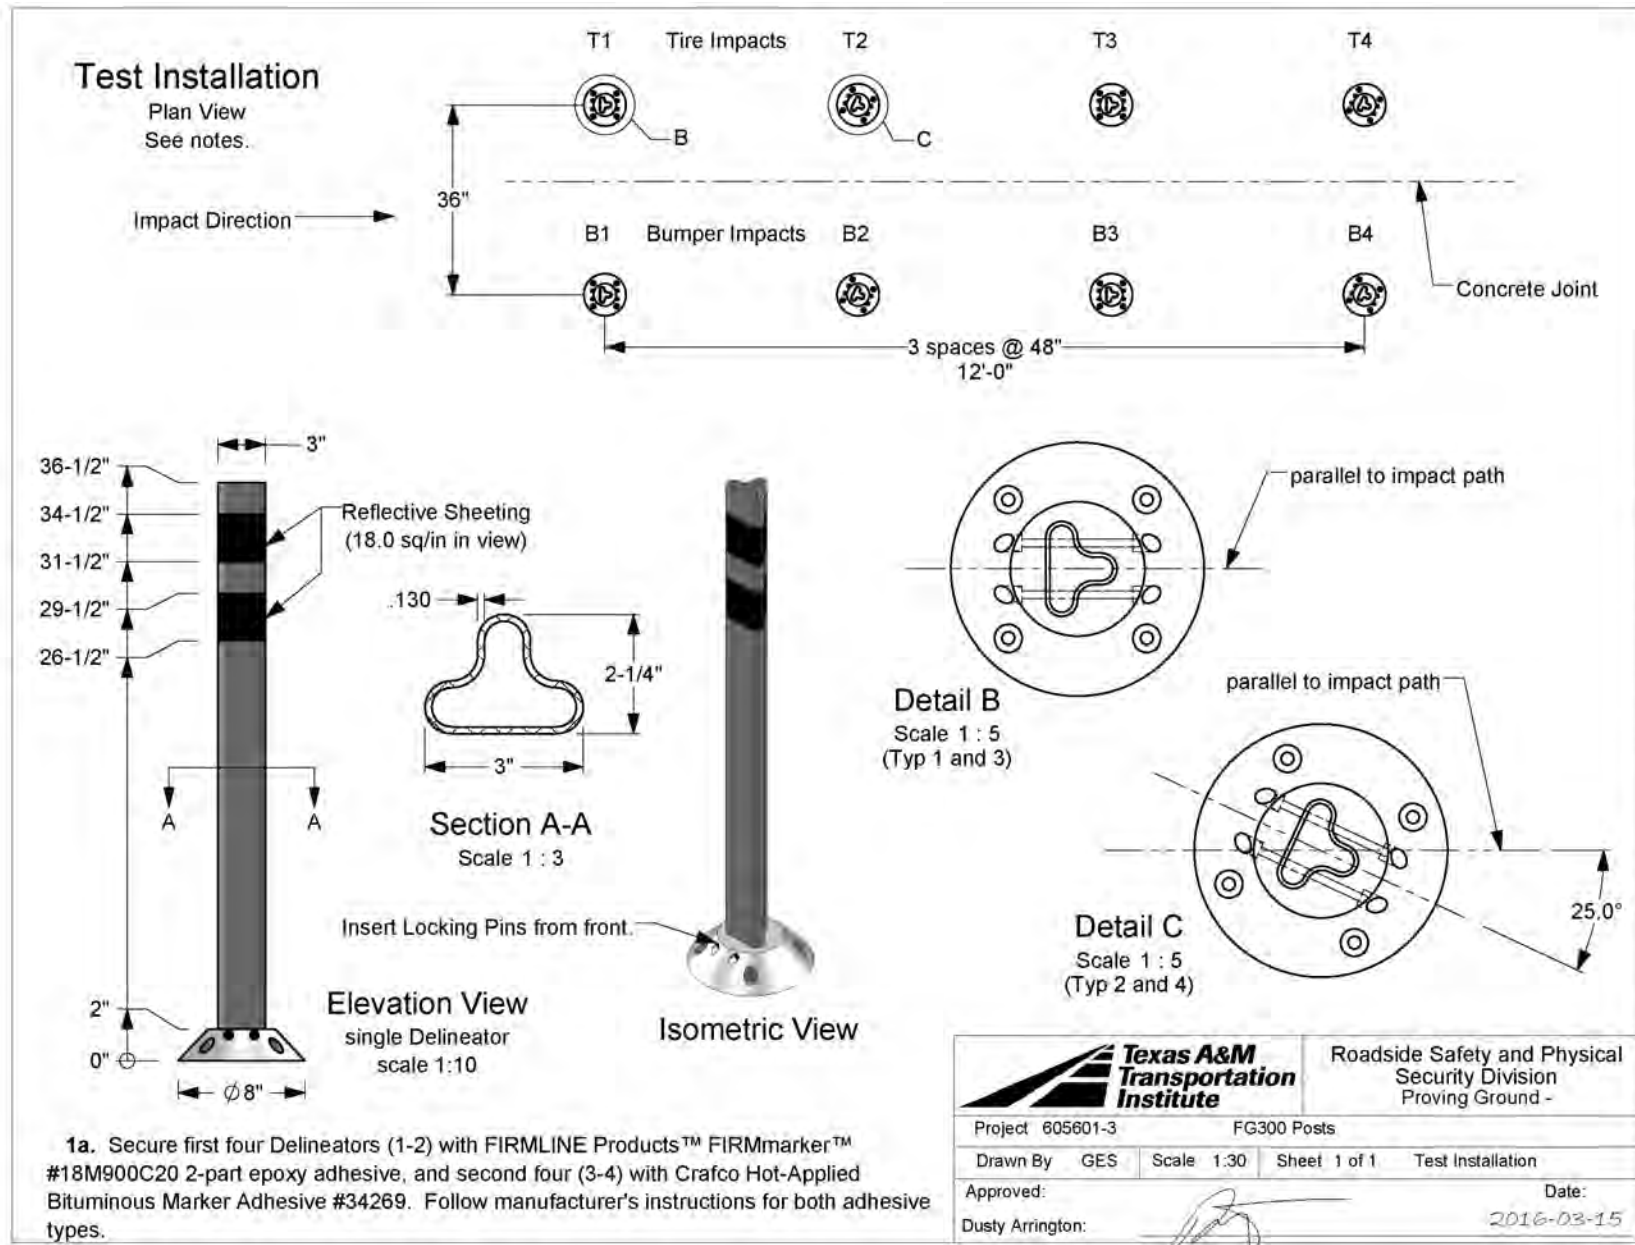 Test Installation
Plan View
See notes.
T1 Tire Impacts T2 T3 T4
B
C
36"
Impact Direction
B1 Bumper Impacts B2 B3 B4
Concrete Joint
3 spaces @ 48"
12'-0"
3"
36-1/2"
34-1/2"
31-1/2"
29-1/2"
26-1/2"
Reflective Sheeting
(18.0 sq/in in view)
.130
2-1/4"
3"
A A
Section A-A
Scale 1 : 3
Insert Locking Pins from front.
2"
0"
Ø 8"
Elevation View
single Delineator
scale 1:10
Isometric View
parallel to impact path
Detail B
Scale 1 : 5
(Typ 1 and 3)
parallel to impact path
25.0°
Detail C
Scale 1 : 5
(Typ 2 and 4)
1a. Secure first four Delineators (1-2) with FIRMLINE Products™ FIRMmarker™
#18M900C20 2-part epoxy adhesive, and second four (3-4) with Crafco Hot-Applied
Bituminous Marker Adhesive #34269. Follow manufacturer's instructions for both adhesive
types.
Texas A&M
Transportation
Institute
Roadside Safety and Physical
Security Division
Proving Ground -
Project 605601-3 FG300 Posts
Drawn By GES Scale 1:30 Sheet 1 of 1 Test Installation
Approved: Date:
Dusty Arrington: 2016-03-15